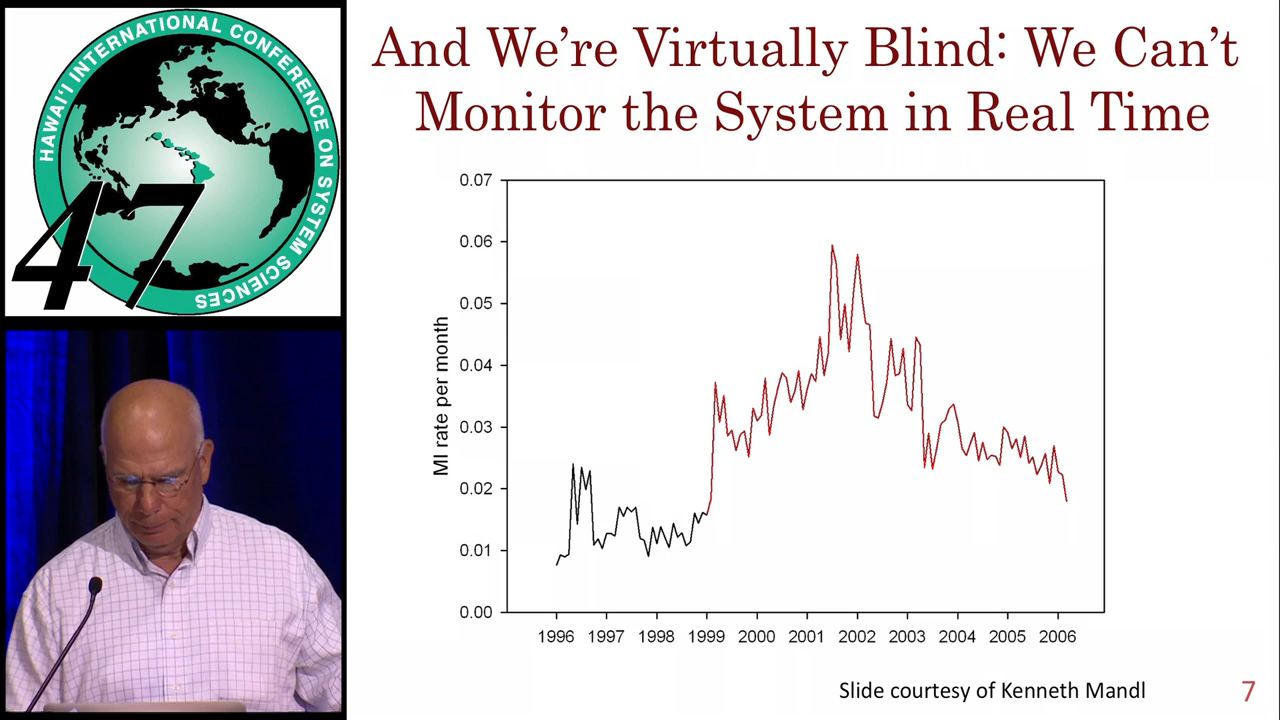 HAWAI'I INTERNATIONAL CONFERENCE ON SYSTEM SCIENCES
47
And We're Virtually Blind: We Can't
Monitor the System in Real Time
0.07
0.06
0.05
0.04
0.03
0.02
0.01
0.00
MI rate per month
1996 1997 1998 1999 2000 2001 2002 2003 2004 2005 2006
Slide courtesy of Kenneth Mandl
7